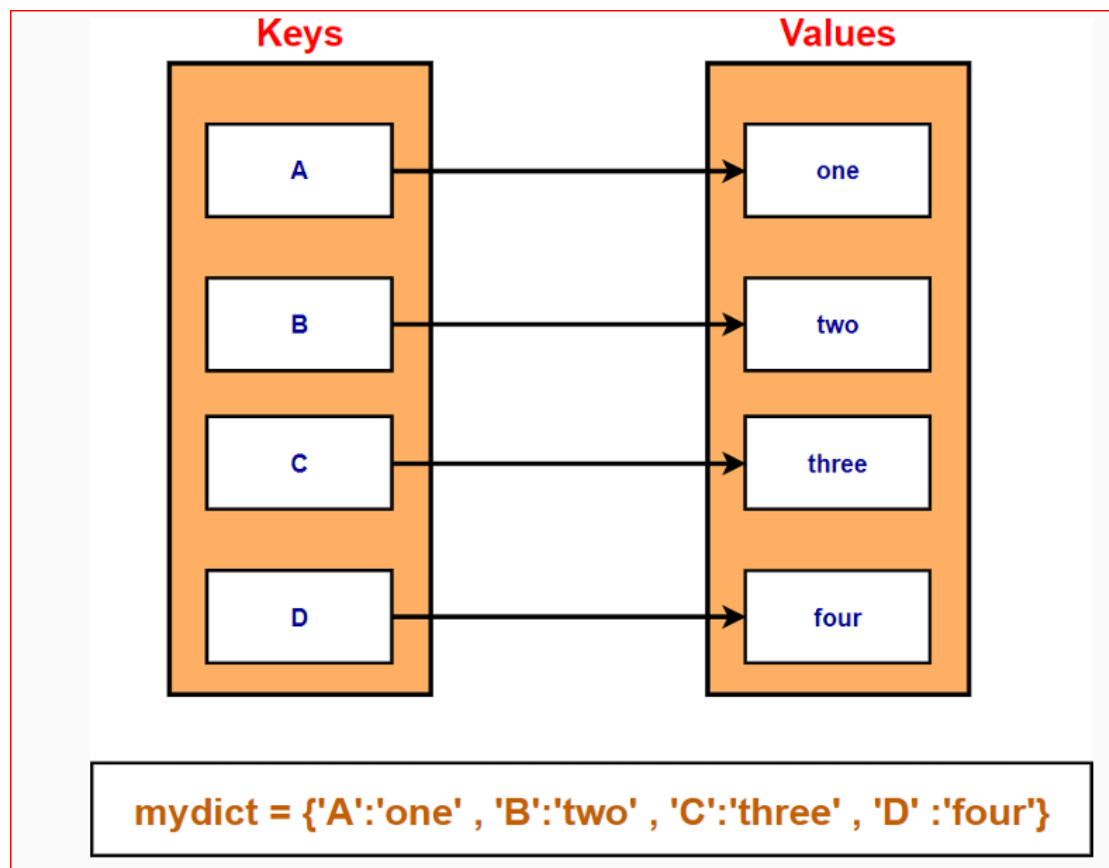 Keys Values
A one
B two
C three
D four
mydict = {'A':'one' , 'B':'two' , 'C':'three' , 'D' :'four'}